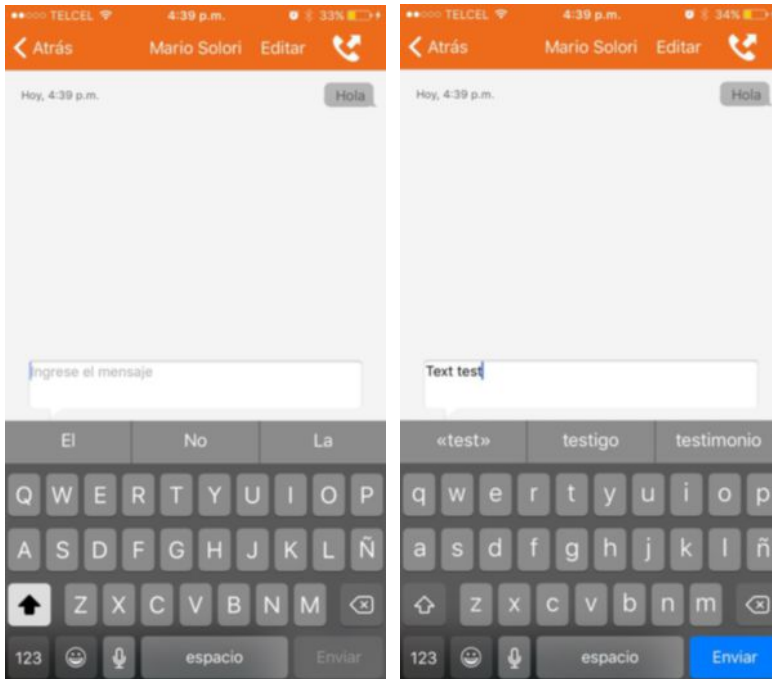 TELCEL 4:39 p.m. 33%
Atrás Mario Solori Editar
Hoy, 4:39 p.m. Hola
Ingrese el mensaje
El No La
Q W E R T Y U I O P
A S D F G H J K L Ñ
Z X C V B N M
123 espacio Enviar
TELCEL 4:39 p.m. 34%
Atrás Mario Solori Editar
Hoy, 4:39 p.m. Hola
Text test
«test» testigo testimonio
q w e r t y u i o p
a s d f g h j k l ñ
z x c v b n m
123 espacio Enviar